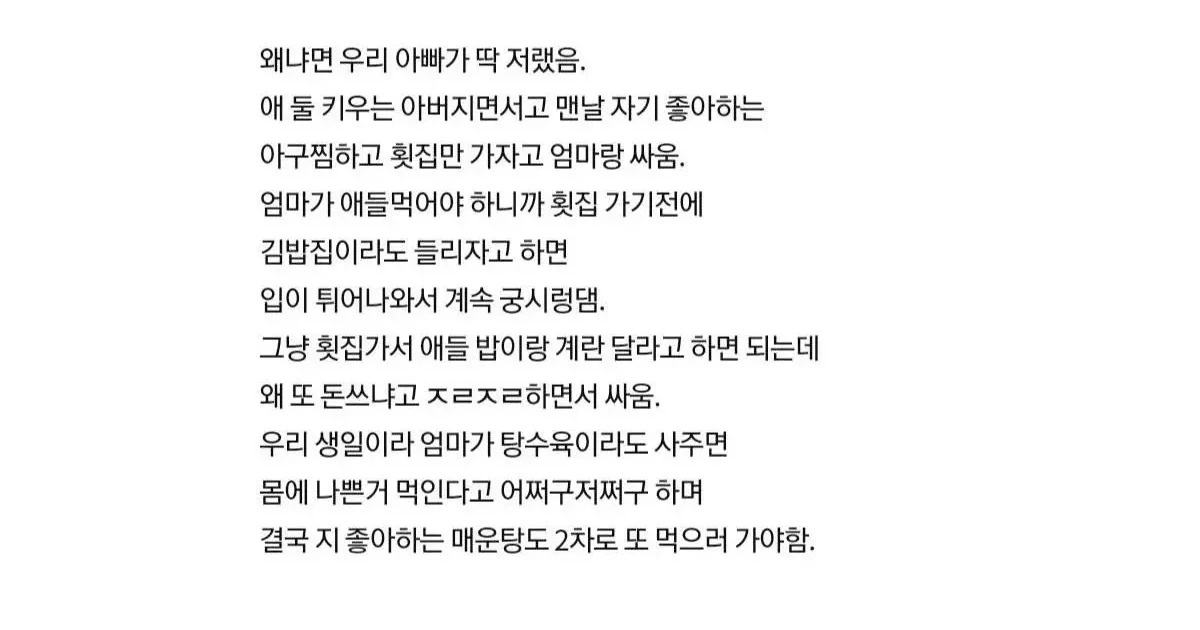 왜냐면 우리 아빠가 딱 저랬음.
애 둘 키우는 아버지면서고 맨날 자기 좋아하는
아구찜하고 횟집만 가자고 엄마랑 싸움.
엄마가 애들먹어야 하니까 횟집 가기전에
김밥집이라도 들리자고 하면
입이 튀어나와서 계속 궁시렁댐.
그냥 횟집가서 애들 밥이랑 계란 달라고 하면 되는데
왜 또 돈쓰냐고 ㅈㄹㅈㄹ하면서 싸움.
우리 생일이라 엄마가 탕수육이라도 사주면
몸에 나쁜거 먹인다고 어쩌구저쩌구 하며
결국 지 좋아하는 매운탕도 2차로 또 먹으러 가야함.